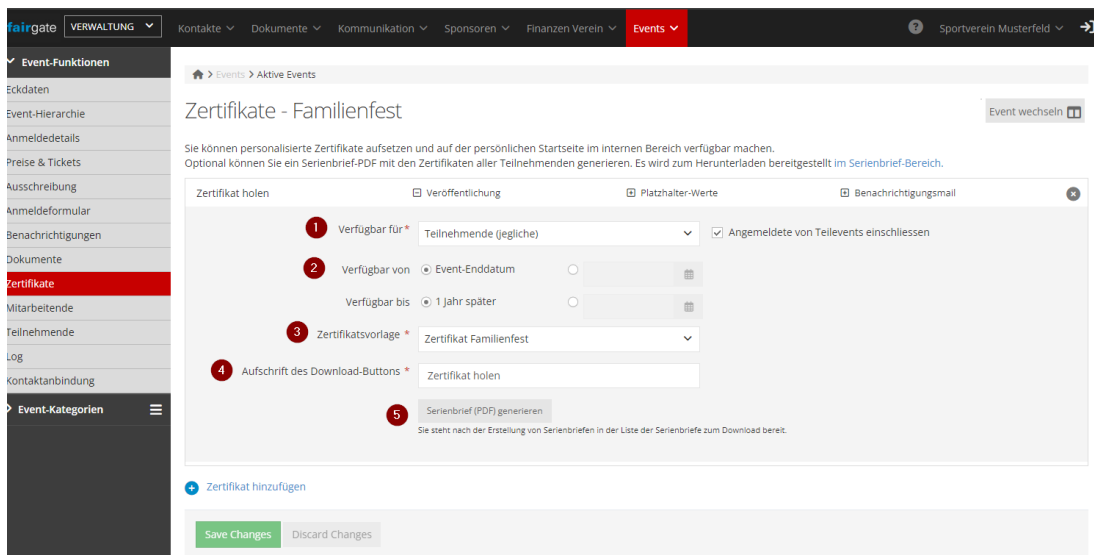 fairgate VERWALTUNG Kontakte Dokumente Kommunikation Sponsoren Finanzen Verein Events ? Sportverein Musterfeld
Event-Funktionen
Eckdaten
Event-Hierarchie
Anmeldedetails
Preise & Tickets
Ausschreibung
Anmeldeformular
Benachrichtigungen
Dokumente
Zertifikate
Mitarbeitende
Teilnehmende
Log
Kontaktanbindung
Event-Kategorien
> Events > Aktive Events
Zertifikate - Familienfest
Event wechseln
Sie können personalisierte Zertifikate aufsetzen und auf der persönlichen Startseite im internen Bereich verfügbar machen.
Optional können Sie ein Serienbrief-PDF mit den Zertifikaten aller Teilnehmenden generieren. Es wird zum Herunterladen bereitgestellt im Serienbrief-Bereich.
Zertifikat holen Veröffentlichung Platzhalter-Werte Benachrichtigungsmail
1 Verfügbar für * Teilnehmende (jegliche) Angemeldete von Teilevents einschliessen
2 Verfügbar von Event-Enddatum
Verfügbar bis 1 Jahr später
3 Zertifikatsvorlage * Zertifikat Familienfest
4 Aufschrift des Download-Buttons * Zertifikat holen
5 Serienbrief (PDF) generieren
Sie steht nach der Erstellung von Serienbriefen in der Liste der Serienbriefe zum Download bereit.
Zertifikat hinzufügen
Save Changes Discard Changes